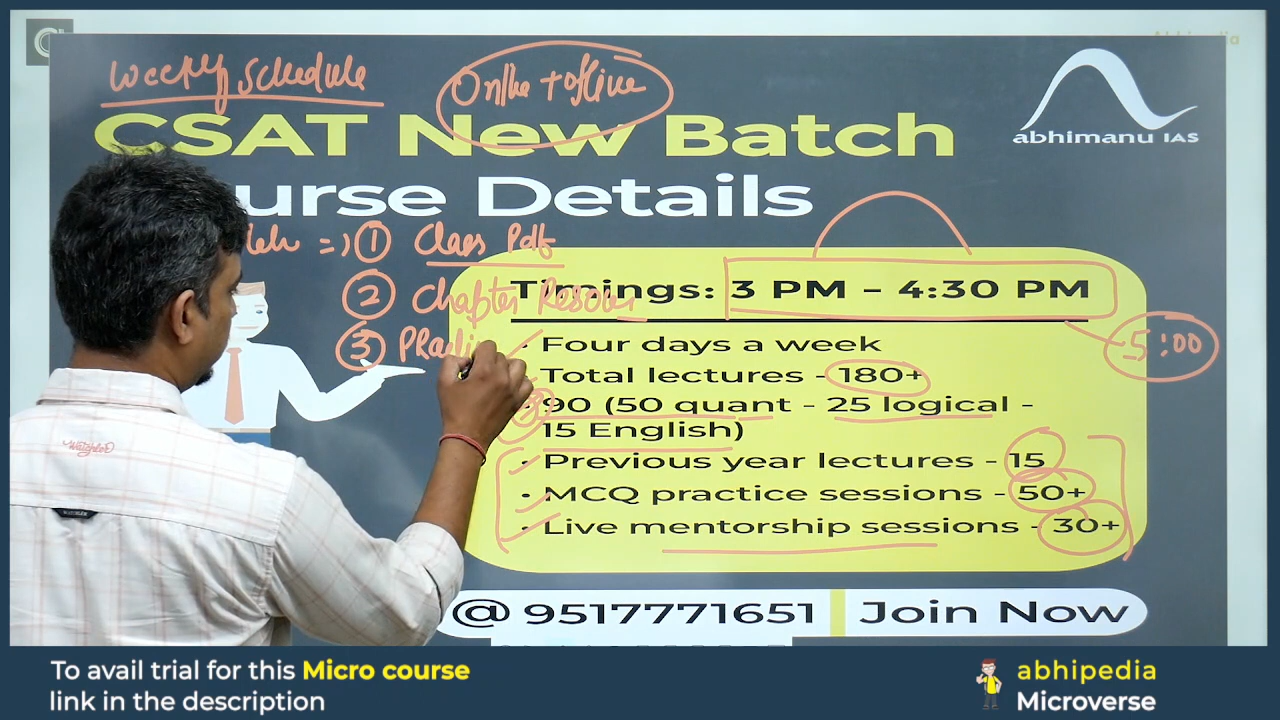 Weekly Schedule
Online + offline
CSAT New Batch
urse Details
abhimanu IAS
=> 1 Class Pdf
2 Chapter
3 PRacti
Timings: 3 PM – 4:30 PM
5:00
• Four days a week
Total lectures - 180+
90 (50 quant - 25 logical -
15 English)
• Previous year lectures - 15
• MCQ practice sessions - 50+
• Live mentorship sessions - 30+
@ 9517771651 Join Now
To avail trial for this Micro course
link in the description
abhipedia
Microverse